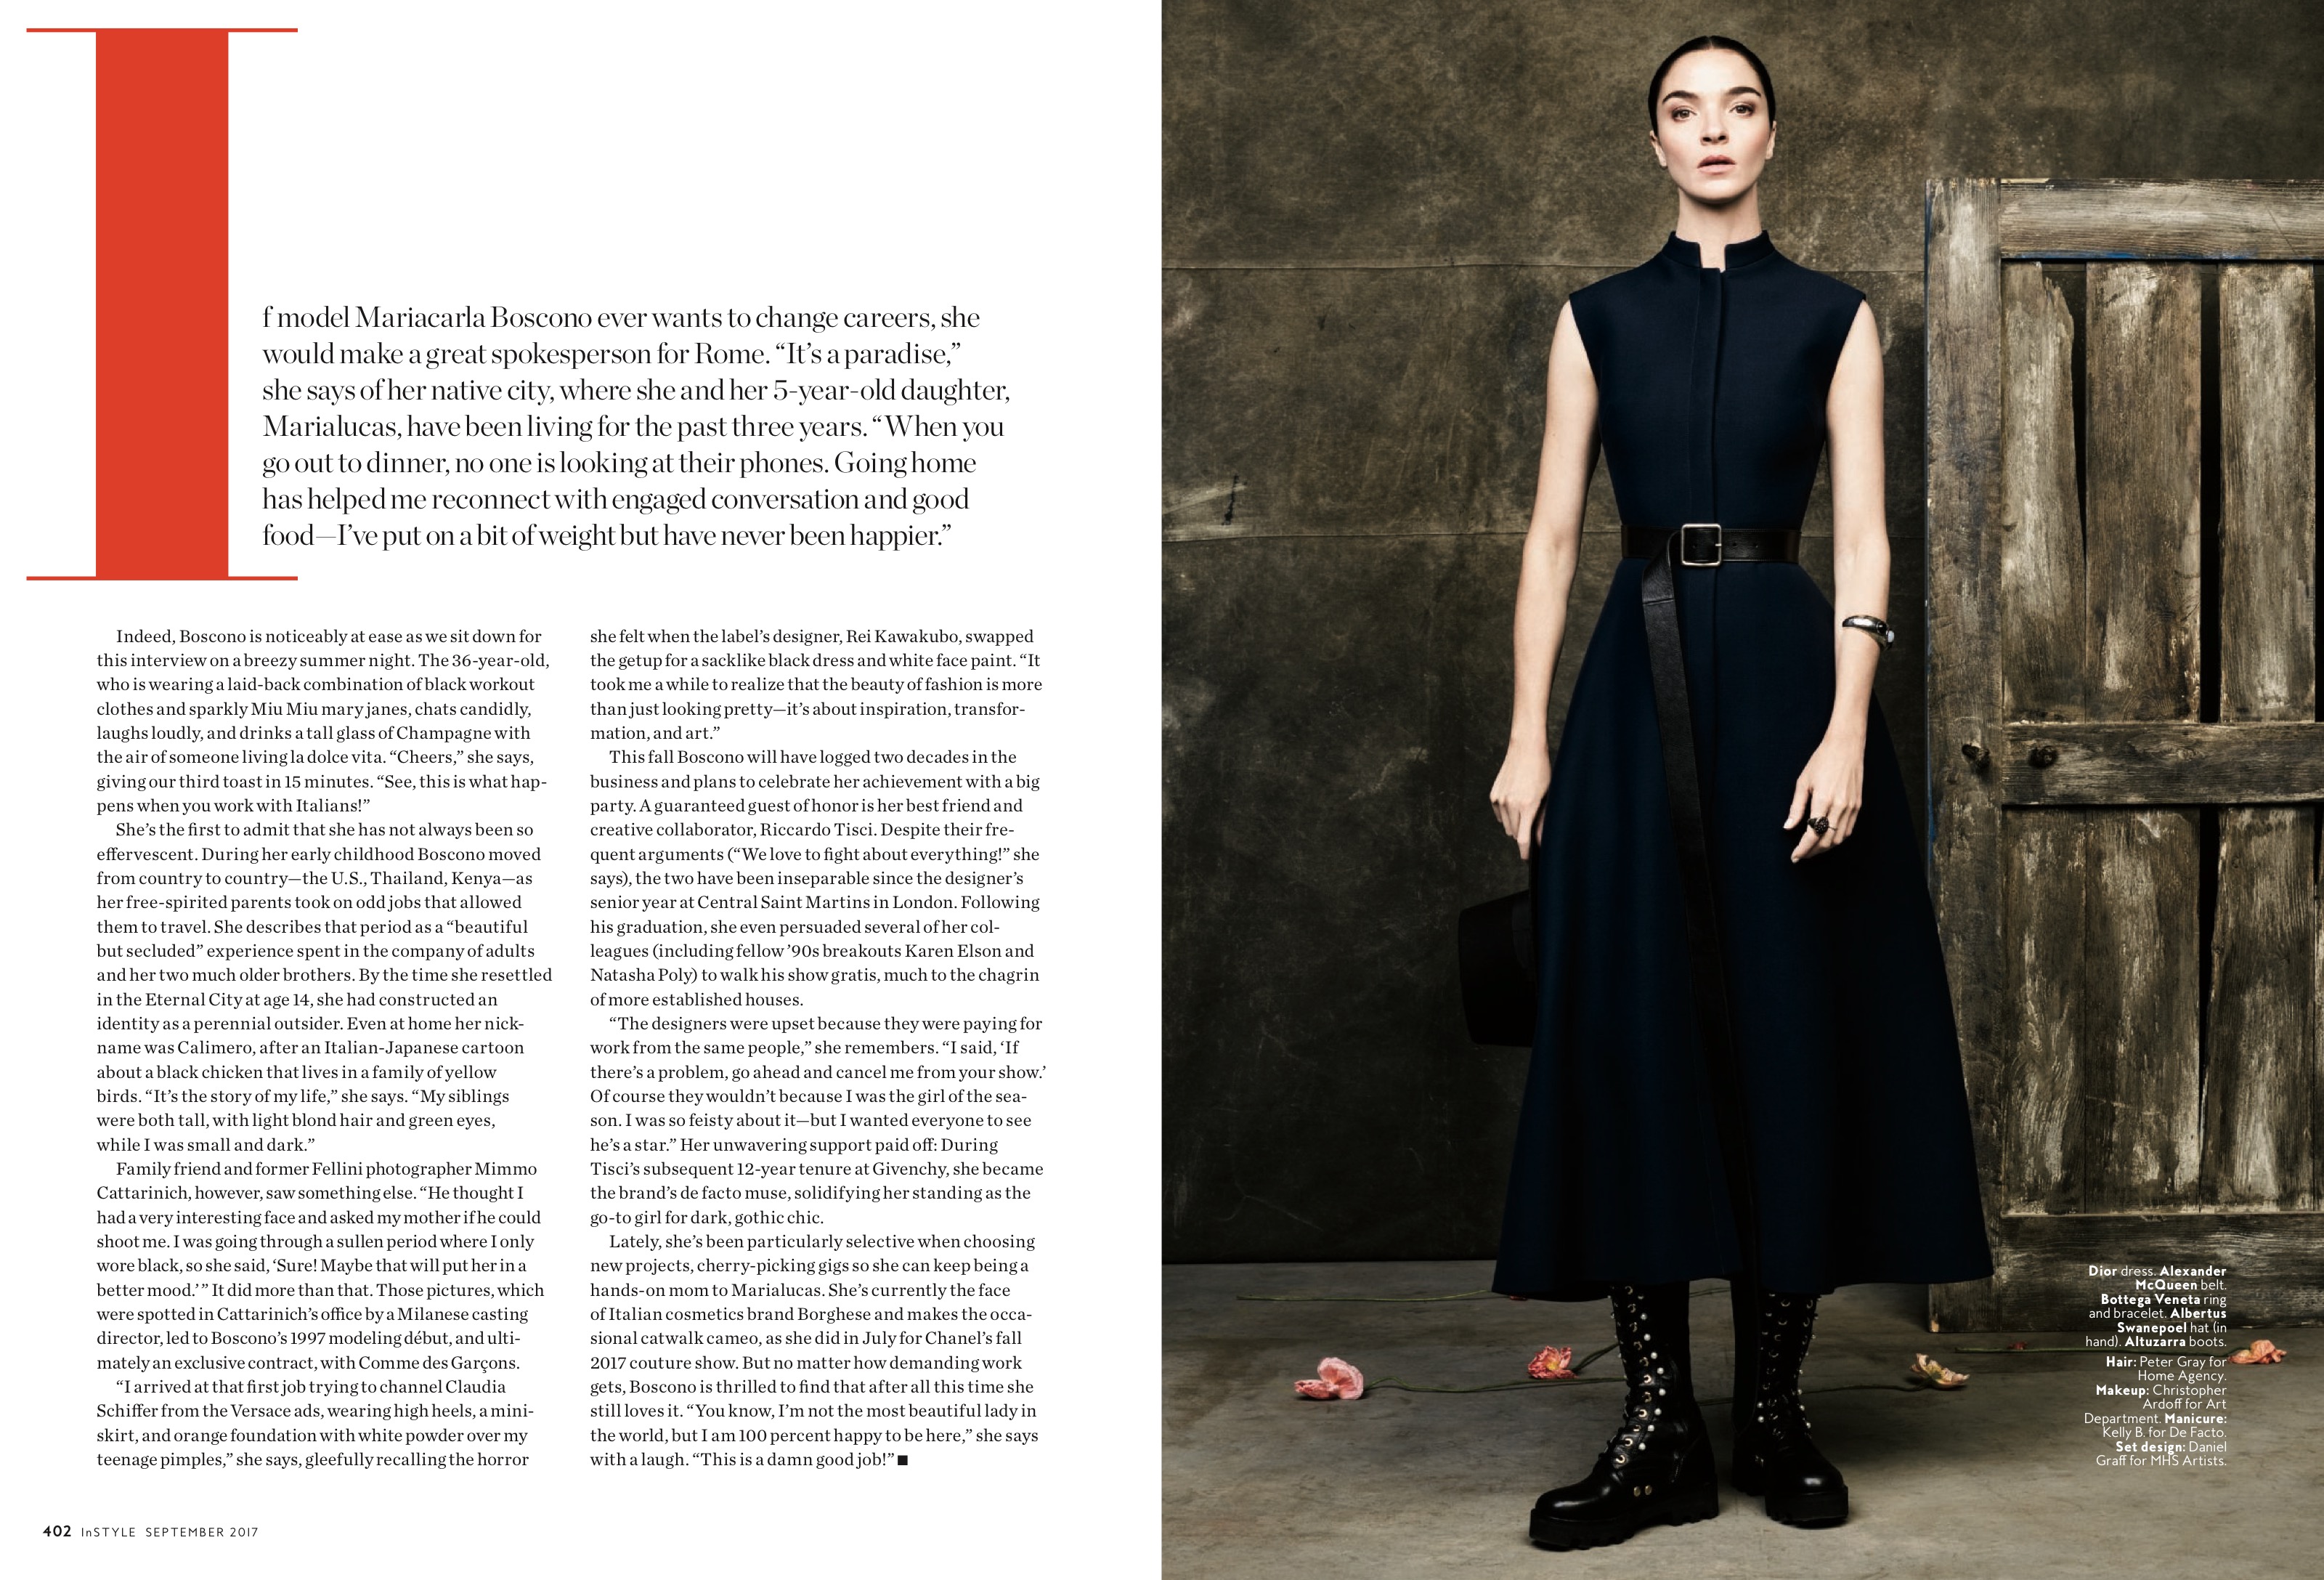 I
f model Mariacarla Boscono ever wants to change careers, she
would make a great spokesperson for Rome. “It’s a paradise,”
she says of her native city, where she and her 5-year-old daughter,
Marialucas, have been living for the past three years. “When you
go out to dinner, no one is looking at their phones. Going home
has helped me reconnect with engaged conversation and good
food—I’ve put on a bit of weight but have never been happier.”
Indeed, Boscono is noticeably at ease as we sit down for
this interview on a breezy summer night. The 36-year-old,
who is wearing a laid-back combination of black workout
clothes and sparkly Miu Miu mary janes, chats candidly,
laughs loudly, and drinks a tall glass of Champagne with
the air of someone living la dolce vita. “Cheers,” she says,
giving our third toast in 15 minutes. “See, this is what hap-
pens when you work with Italians!”
She’s the first to admit that she has not always been so
effervescent. During her early childhood Boscono moved
from country to country—the U.S., Thailand, Kenya—as
her free-spirited parents took on odd jobs that allowed
them to travel. She describes that period as a “beautiful
but secluded” experience spent in the company of adults
and her two much older brothers. By the time she resettled
in the Eternal City at age 14, she had constructed an
identity as a perennial outsider. Even at home her nick-
name was Calimero, after an Italian-Japanese cartoon
about a black chicken that lives in a family of yellow
birds. “It’s the story of my life,” she says. “My siblings
were both tall, with light blond hair and green eyes,
while I was small and dark.”
Family friend and former Fellini photographer Mimmo
Cattarinich, however, saw something else. “He thought I
had a very interesting face and asked my mother if he could
shoot me. I was going through a sullen period where I only
wore black, so she said, ‘Sure! Maybe that will put her in a
better mood.’ ” It did more than that. Those pictures, which
were spotted in Cattarinich’s office by a Milanese casting
director, led to Boscono’s 1997 modeling début, and ulti-
mately an exclusive contract, with Comme des Garçons.
“I arrived at that first job trying to channel Claudia
Schiffer from the Versace ads, wearing high heels, a mini-
skirt, and orange foundation with white powder over my
teenage pimples,” she says, gleefully recalling the horror
she felt when the label’s designer, Rei Kawakubo, swapped
the getup for a sacklike black dress and white face paint. “It
took me a while to realize that the beauty of fashion is more
than just looking pretty—it’s about inspiration, transfor-
mation, and art.”
This fall Boscono will have logged two decades in the
business and plans to celebrate her achievement with a big
party. A guaranteed guest of honor is her best friend and
creative collaborator, Riccardo Tisci. Despite their fre-
quent arguments (“We love to fight about everything!” she
says), the two have been inseparable since the designer’s
senior year at Central Saint Martins in London. Following
his graduation, she even persuaded several of her col-
leagues (including fellow ’90s breakouts Karen Elson and
Natasha Poly) to walk his show gratis, much to the chagrin
of more established houses.
“The designers were upset because they were paying for
work from the same people,” she remembers. “I said, ‘If
there’s a problem, go ahead and cancel me from your show.’
Of course they wouldn’t because I was the girl of the sea-
son. I was so feisty about it—but I wanted everyone to see
he’s a star.” Her unwavering support paid off: During
Tisci’s subsequent 12-year tenure at Givenchy, she became
the brand’s de facto muse, solidifying her standing as the
go-to girl for dark, gothic chic.
Lately, she’s been particularly selective when choosing
new projects, cherry-picking gigs so she can keep being a
hands-on mom to Marialucas. She’s currently the face
of Italian cosmetics brand Borghese and makes the occa-
sional catwalk cameo, as she did in July for Chanel’s fall
2017 couture show. But no matter how demanding work
gets, Boscono is thrilled to find that after all this time she
still loves it. “You know, I’m not the most beautiful lady in
the world, but I am 100 percent happy to be here,” she says
with a laugh. “This is a damn good job!” ■
402 InSTYLE SEPTEMBER 2017
Dior dress. Alexander
McQueen belt.
Bottega Veneta ring
and bracelet. Albertus
Swanepoel hat (in
hand). Altuzarra boots.
Hair: Peter Gray for
Home Agency.
Makeup: Christopher
Ardoff for Art
Department. Manicure:
Kelly B. for De Facto.
Set design: Daniel
Graff for MHS Artists.